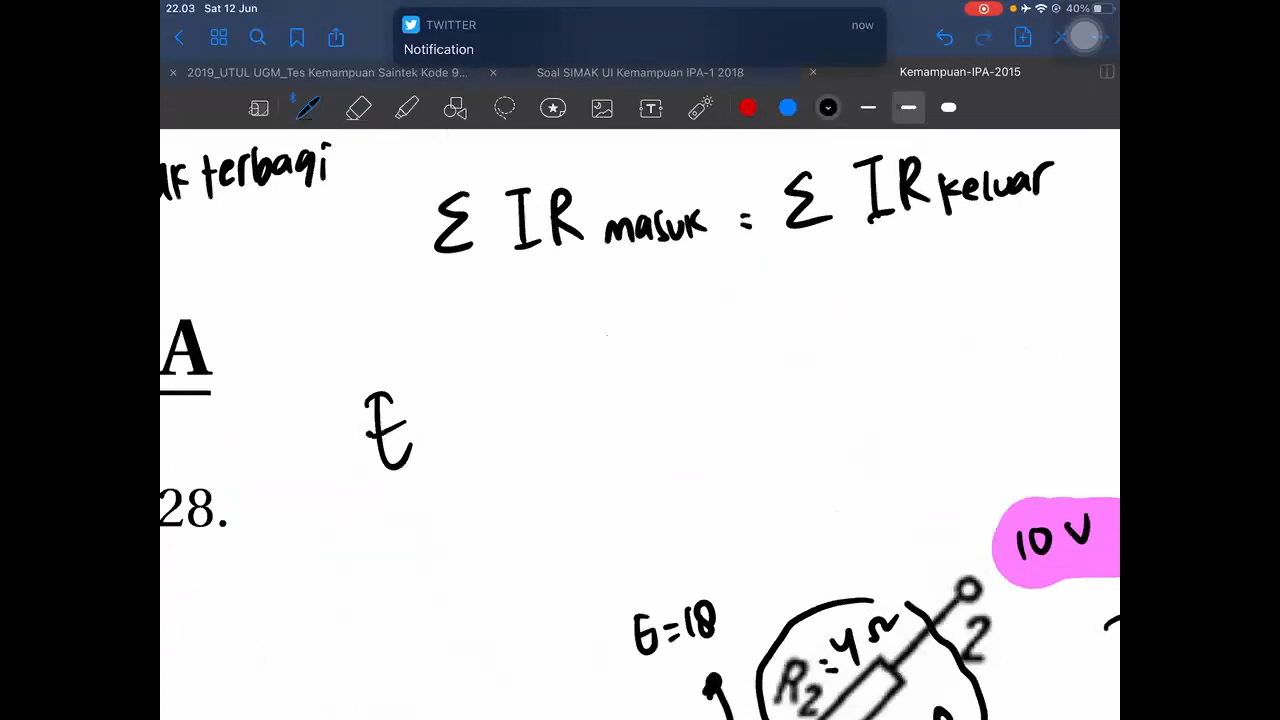 22.03 Sat 12 Jun
40%
TWITTER now
Notification
2019_UTUL UGM_Tes Kemampuan Saintek Kode 9...
Soal SIMAK UI Kemampuan IPA-1 2018
Kemampuan-IPA-2015
terbagi
Σ IR masuk = Σ IR keluar
A
E
28.
10 V
E=18
R2 = 4 Ω
2